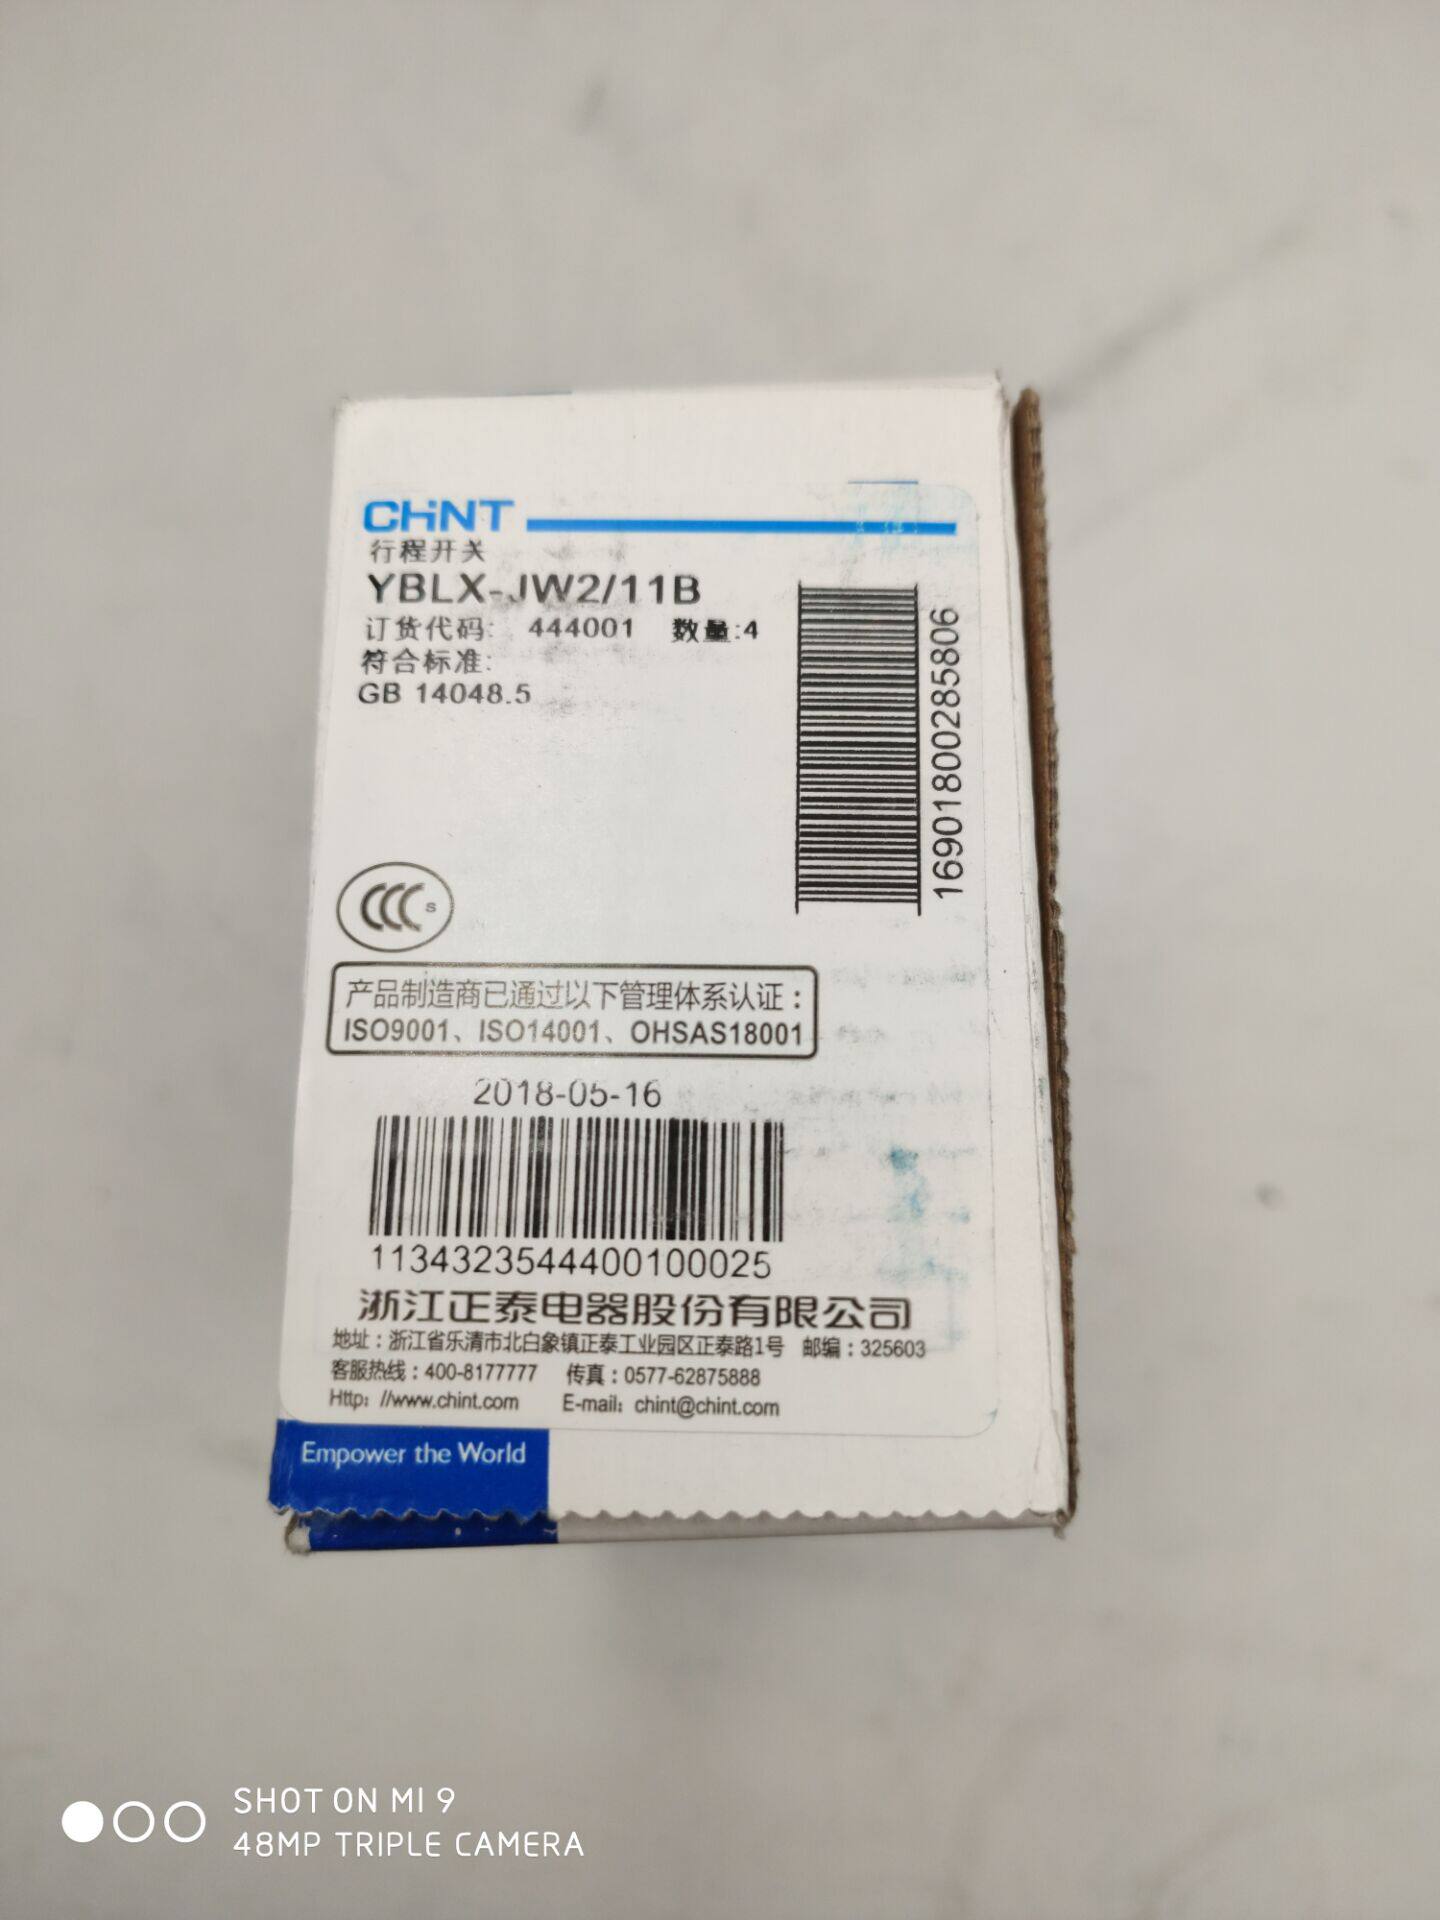 CHiNT
行程开关
YBLX-JW2/11B
订货代码: 444001 数量:4
符合标准:
GB 14048.5
16901800285806
CCC S
产品制造商已通过以下管理体系认证：
ISO9001、ISO14001、OHSAS18001
2018-05-16
1134323544400100025
浙江正泰电器股份有限公司
地址：浙江省乐清市北白象镇正泰工业园区正泰路1号 邮编：325603
客服热线：400-8177777 传真：0577-62875888
Http：//www.chint.com E-mail：chint@chint.com
Empower the World
SHOT ON MI 9
48MP TRIPLE CAMERA